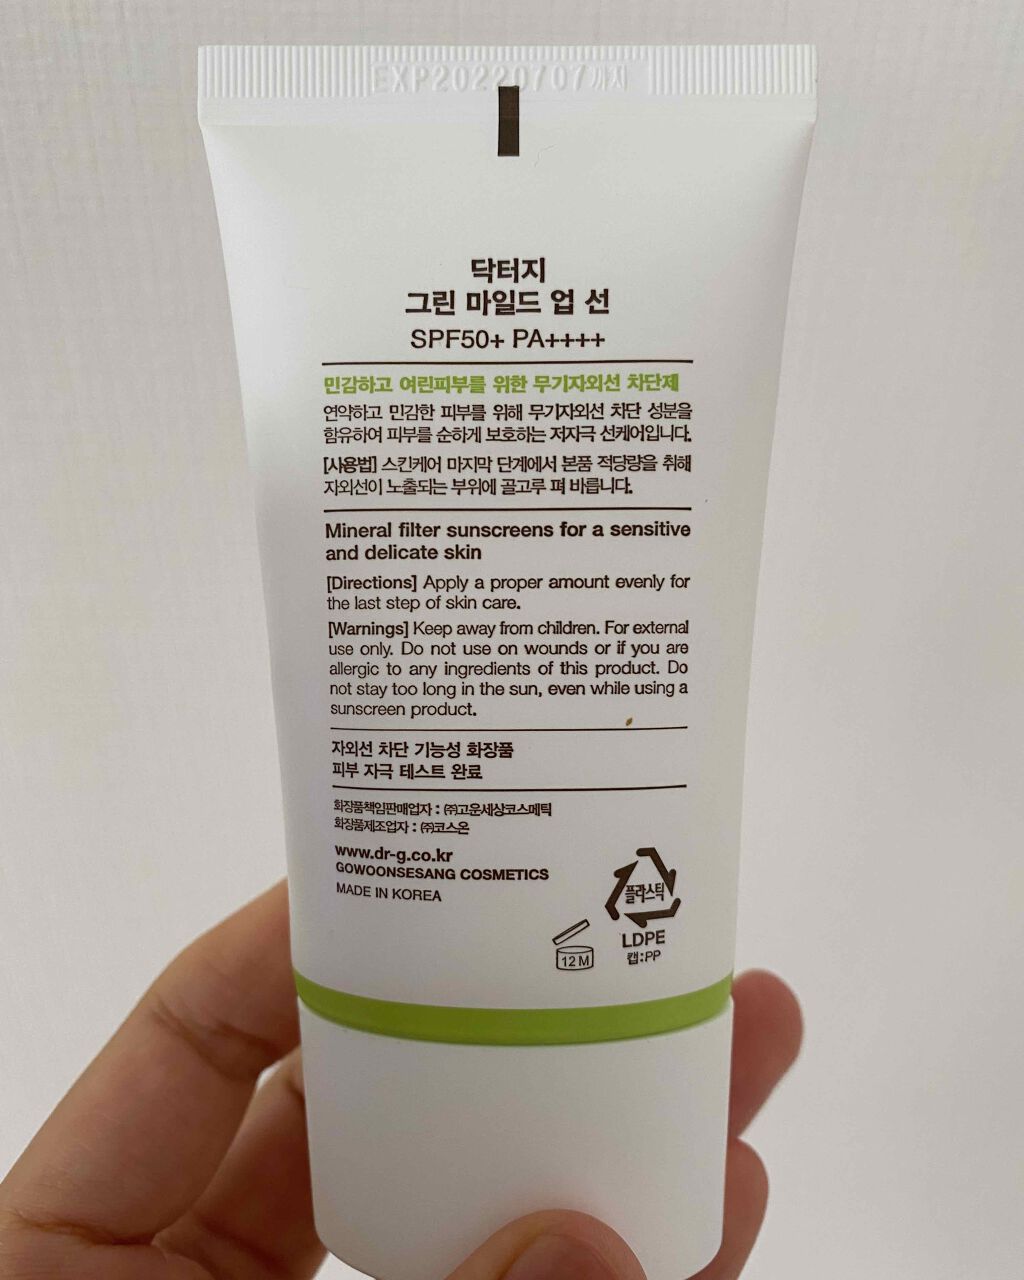 EXP20220707까지
닥터지
그린 마일드 업 선
SPF50+ PA++++
민감하고 여린피부를 위한 무기자외선 차단제
연약하고 민감한 피부를 위해 무기자외선 차단 성분을
함유하여 피부를 순하게 보호하는 저자극 선케어입니다.
[사용법] 스킨케어 마지막 단계에서 본품 적당량을 취해
자외선이 노출되는 부위에 골고루 펴 바릅니다.
Mineral filter sunscreens for a sensitive
and delicate skin
[Directions] Apply a proper amount evenly for
the last step of skin care.
[Warnings] Keep away from children. For external
use only. Do not use on wounds or if you are
allergic to any ingredients of this product. Do
not stay too long in the sun, even while using a
sunscreen product.
자외선 차단 기능성 화장품
피부 자극 테스트 완료
화장품책임판매업자 : ㈜고운세상코스메틱
화장품제조업자 : ㈜코스온
www.dr-g.co.kr
GOWOONSESANG COSMETICS
MADE IN KOREA
플라스틱
LDPE
캡:PP
12M